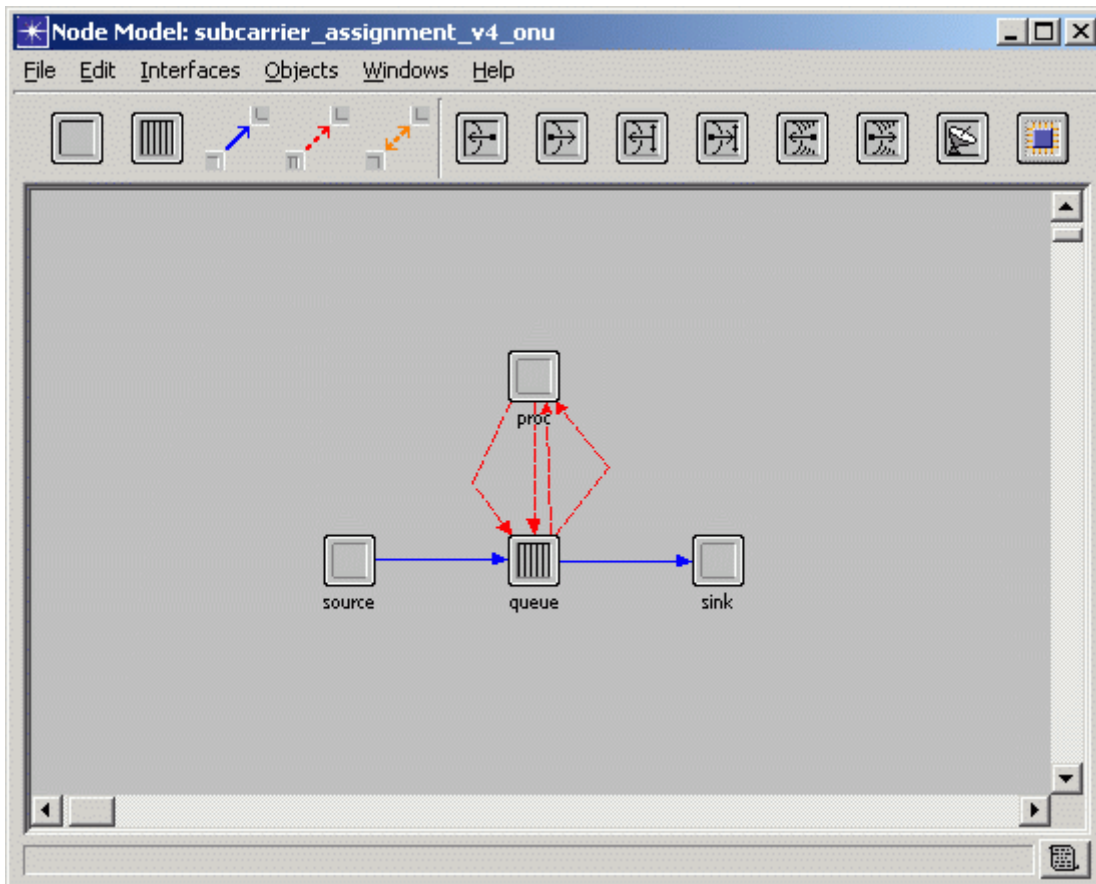 Node Model: subcarrier_assignment_v4_onu
File Edit Interfaces Objects Windows Help
proc
source queue sink